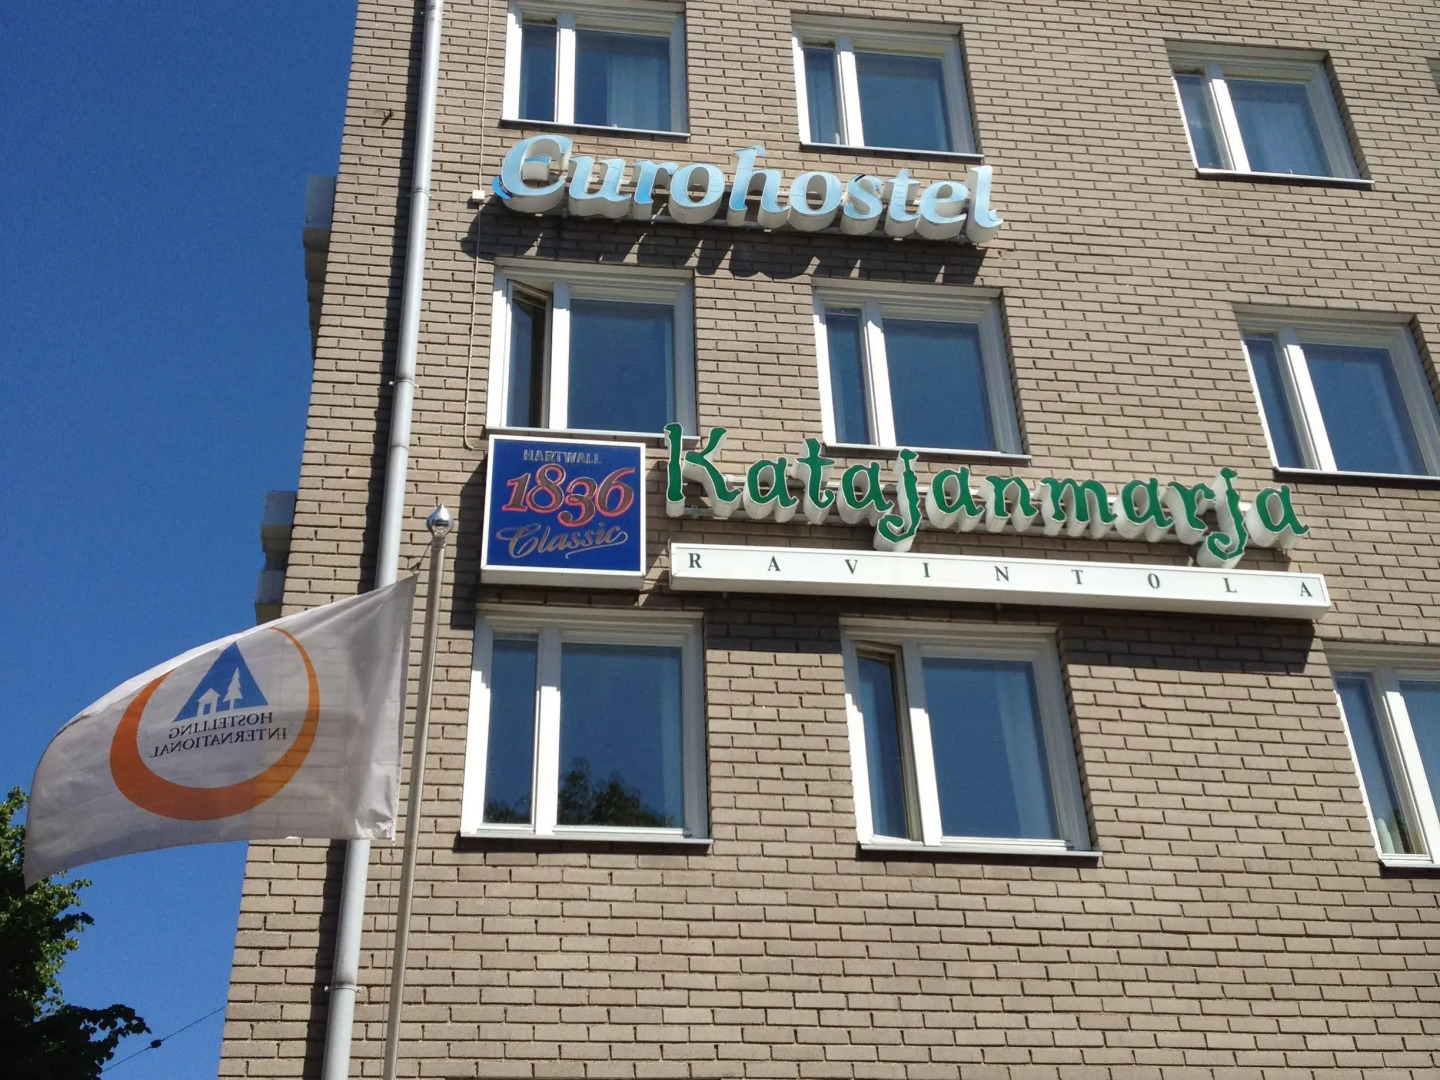 Eurohostel
HARTWALL
1836
Classic
Katajanmarja
RAVINTOLA
HOSTELLING
INTERNATIONAL